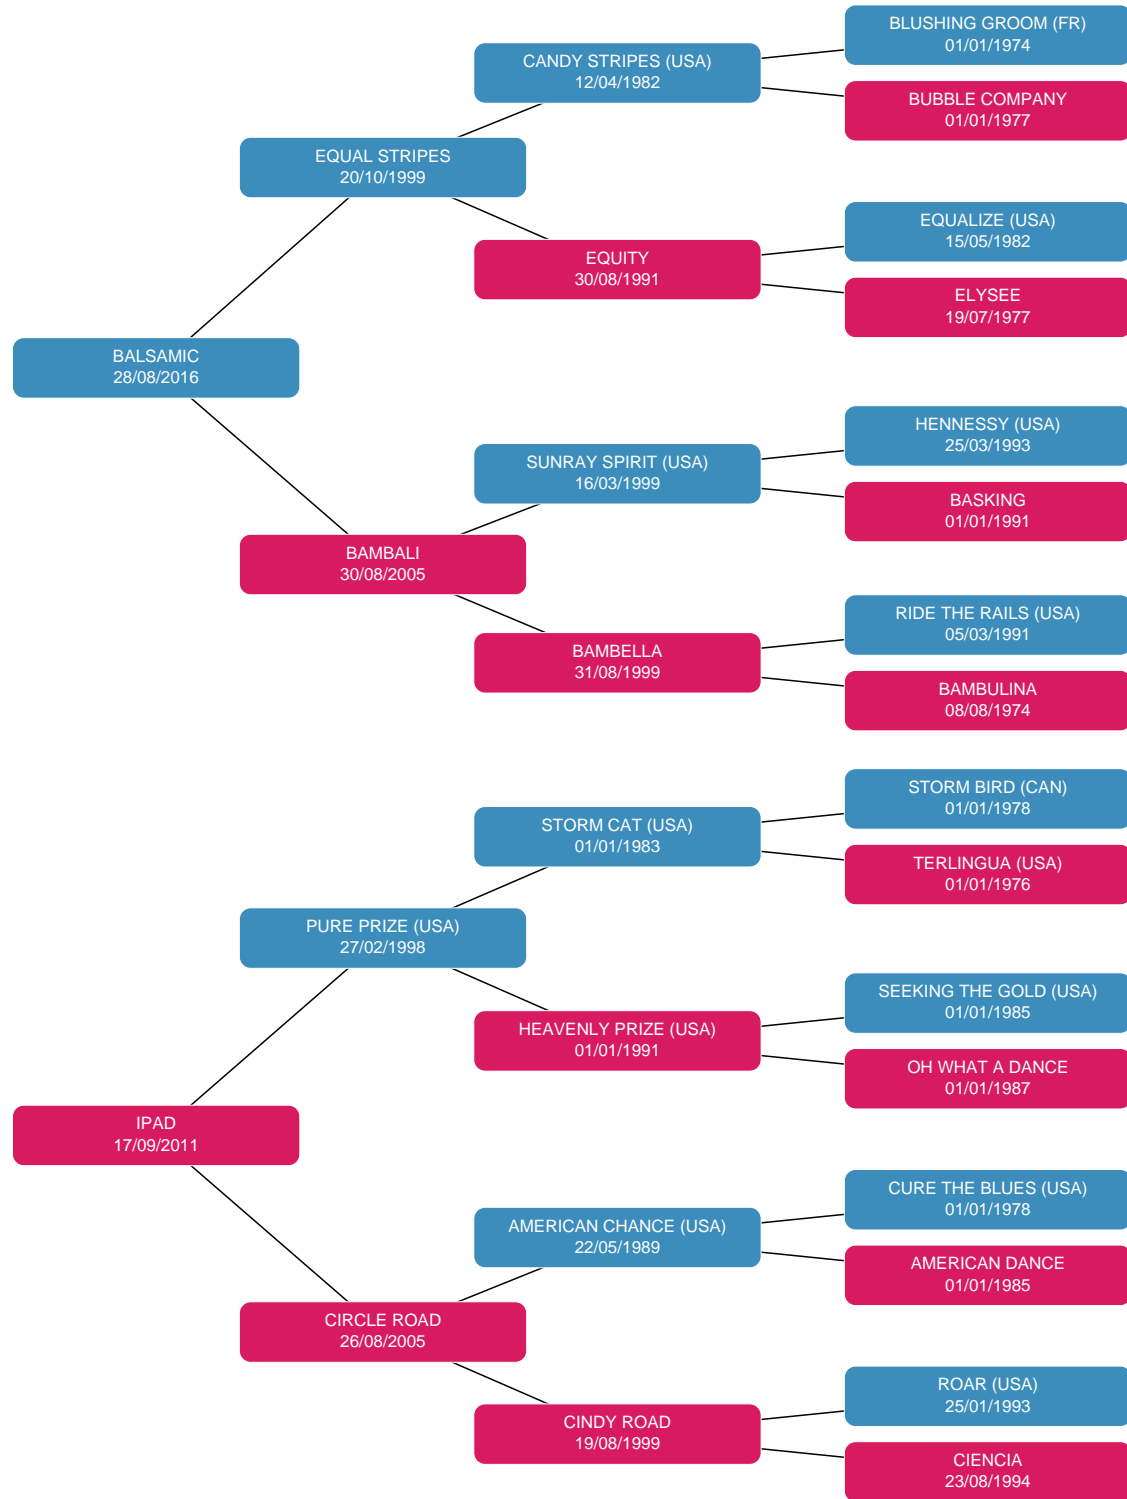 BLUSHING GROOM (FR)
01/01/1974
CANDY STRIPES (USA)
12/04/1982
BUBBLE COMPANY
01/01/1977
EQUAL STRIPES
20/10/1999
EQUALIZE (USA)
15/05/1982
EQUITY
30/08/1991
ELYSEE
19/07/1977
BALSAMIC
28/08/2016
HENNESSY (USA)
25/03/1993
SUNRAY SPIRIT (USA)
16/03/1999
BASKING
01/01/1991
BAMBALI
30/08/2005
RIDE THE RAILS (USA)
05/03/1991
BAMBELLA
31/08/1999
BAMBULINA
08/08/1974
STORM BIRD (CAN)
01/01/1978
STORM CAT (USA)
01/01/1983
TERLINGUA (USA)
01/01/1976
PURE PRIZE (USA)
27/02/1998
SEEKING THE GOLD (USA)
01/01/1985
HEAVENLY PRIZE (USA)
01/01/1991
OH WHAT A DANCE
01/01/1987
IPAD
17/09/2011
CURE THE BLUES (USA)
01/01/1978
AMERICAN CHANCE (USA)
22/05/1989
AMERICAN DANCE
01/01/1985
CIRCLE ROAD
26/08/2005
ROAR (USA)
25/01/1993
CINDY ROAD
19/08/1999
CIENCIA
23/08/1994